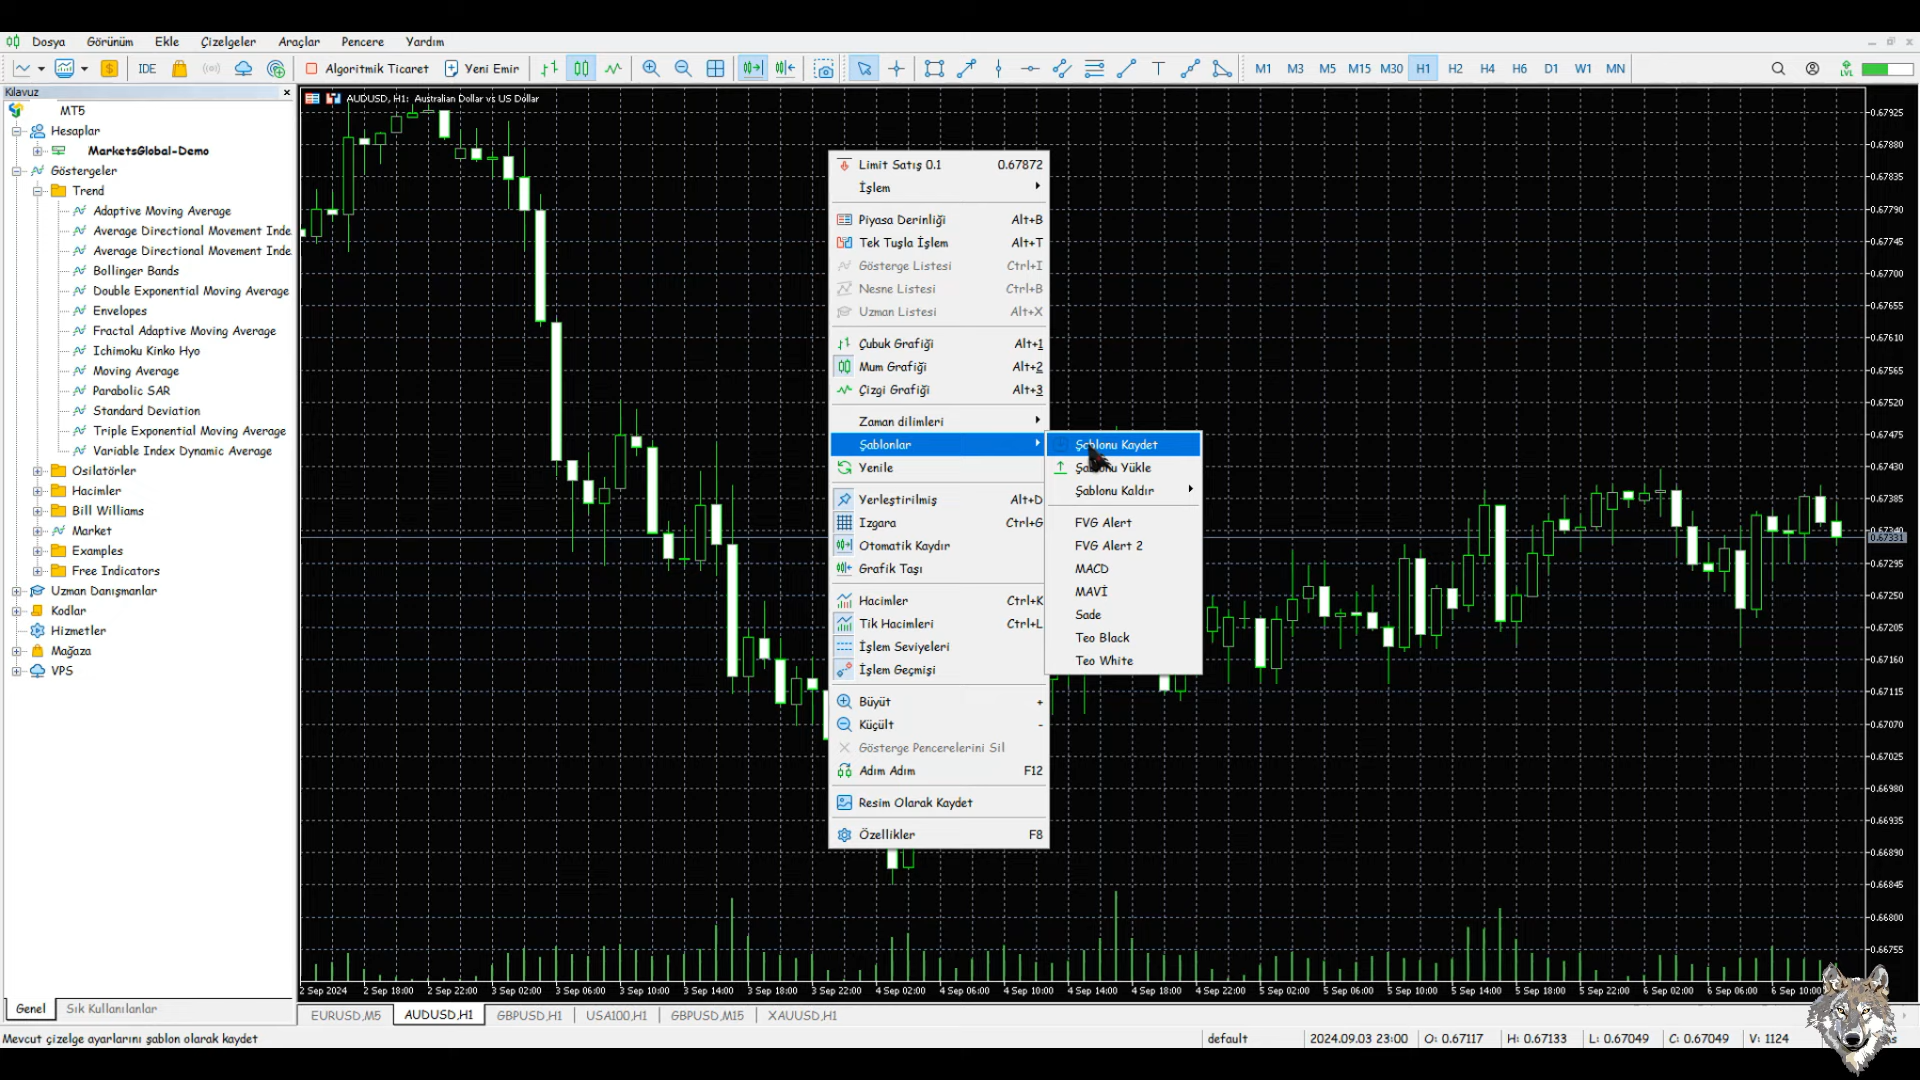 Dosya Görünüm Ekle Çizelgeler Araçlar Pencere Yardım
IDE Algoritmik Ticaret Yeni Emir M1 M3 M5 M15 M30 H1 H2 H4 H6 D1 W1 MN LVL
Kılavuz
MT5
Hesaplar
MarketsGlobal-Demo
Göstergeler
Trend
Adaptive Moving Average
Average Directional Movement Inde
Average Directional Movement Inde
Bollinger Bands
Double Exponential Moving Average
Envelopes
Fractal Adaptive Moving Average
Ichimoku Kinko Hyo
Moving Average
Parabolic SAR
Standard Deviation
Triple Exponential Moving Average
Variable Index Dynamic Average
Osilatörler
Hacimler
Bill Williams
Market
Examples
Free Indicators
Uzman Danışmanlar
Kodlar
Hizmetler
Mağaza
VPS
Genel Sık Kullanılanlar
AUDUSD, H1: Australian Dollar vs US Dollar
Limit Satış 0.1 0.67872
İşlem
Piyasa Derinliği Alt+B
Tek Tuşla İşlem Alt+T
Gösterge Listesi Ctrl+I
Nesne Listesi Ctrl+B
Uzman Listesi Alt+X
Çubuk Grafiği Alt+1
Mum Grafiği Alt+2
Çizgi Grafiği Alt+3
Zaman dilimleri
Şablonlar
Yenile
Yerleştirilmiş Alt+D
Izgara Ctrl+G
Otomatik Kaydır
Grafik Taşı
Hacimler Ctrl+K
Tik Hacimleri Ctrl+L
İşlem Seviyeleri
İşlem Geçmişi
Büyüt +
Küçült -
Gösterge Pencerelerini Sil
Adım Adım F12
Resim Olarak Kaydet
Özellikler F8
Şablonu Kaydet
Şablonu Yükle
Şablonu Kaldır
FVG Alert
FVG Alert 2
MACD
MAVİ
Sade
Teo Black
Teo White
0.67925
0.67880
0.67835
0.67790
0.67745
0.67700
0.67655
0.67610
0.67565
0.67520
0.67475
0.67430
0.67385
0.67340
0.67331
0.67295
0.67250
0.67205
0.67160
0.67115
0.67070
0.67025
0.66980
0.66935
0.66890
0.66845
0.66800
0.66755
2 Sep 2024 2 Sep 18:00 2 Sep 22:00 3 Sep 02:00 3 Sep 06:00 3 Sep 10:00 3 Sep 14:00 3 Sep 18:00 3 Sep 22:00 4 Sep 02:00 4 Sep 06:00 4 Sep 10:00 4 Sep 14:00 4 Sep 18:00 4 Sep 22:00 5 Sep 02:00 5 Sep 06:00 5 Sep 10:00 5 Sep 14:00 5 Sep 18:00 5 Sep 22:00 6 Sep 02:00 6 Sep 06:00 6 Sep 10:00
EURUSD,M5 AUDUSD,H1 GBPUSD,H1 USA100,H1 GBPUSD,M15 XAUUSD,H1
Mevcut çizelge ayarlarını şablon olarak kaydet default 2024.09.03 23:00 O: 0.67117 H: 0.67133 L: 0.67049 C: 0.67049 V: 1124